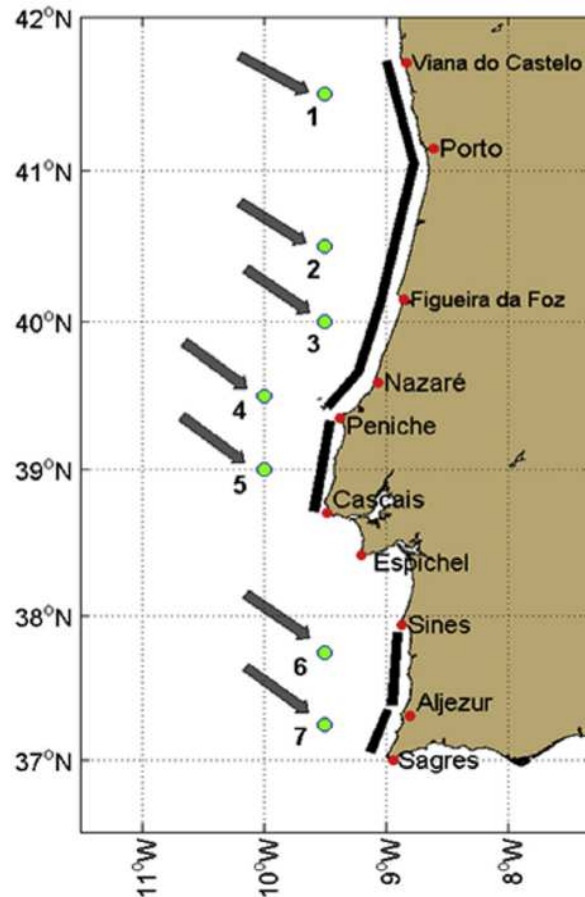 42°N
Viana do Castelo
1
Porto
41°N
2
Figueira da Foz
40°N
3
Nazaré
4
Peniche
39°N
5
Cascais
Espichel
38°N
Sines
6
Aljezur
7
37°N
Sagres
11°W
10°W
9°W
8°W